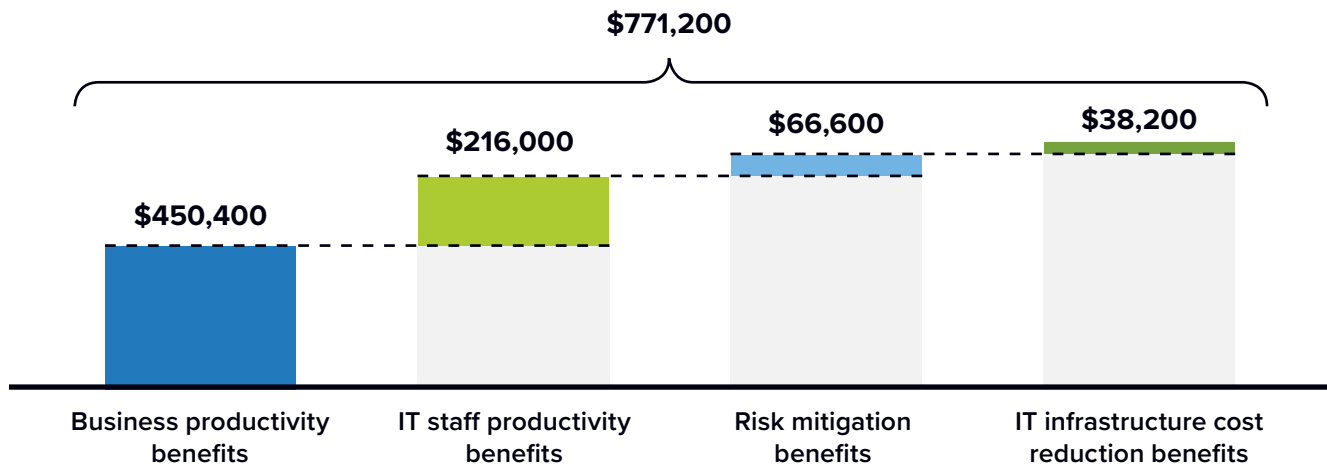 $771,200
$450,400
$216,000
$66,600
$38,200
Business productivity
benefits
IT staff productivity
benefits
Risk mitigation
benefits
IT infrastructure cost
reduction benefits